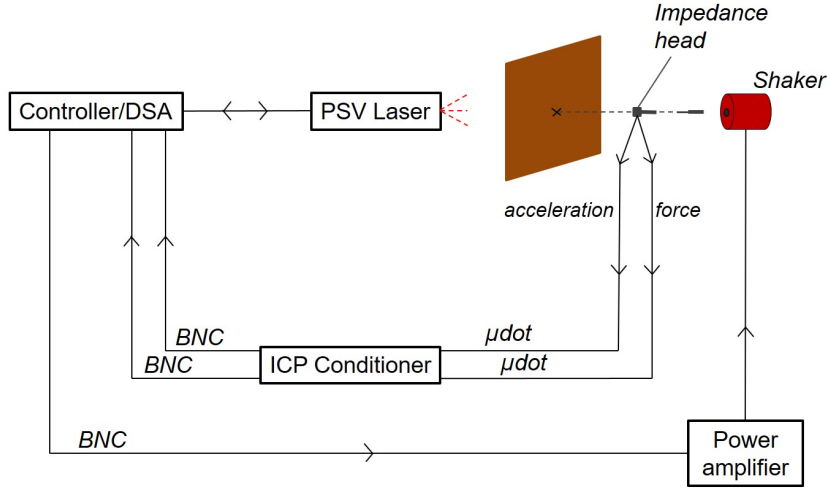 Impedance
head
Shaker
Controller/DSA
PSV Laser
acceleration
force
BNC
µdot
BNC
ICP Conditioner
µdot
BNC
Power
amplifier